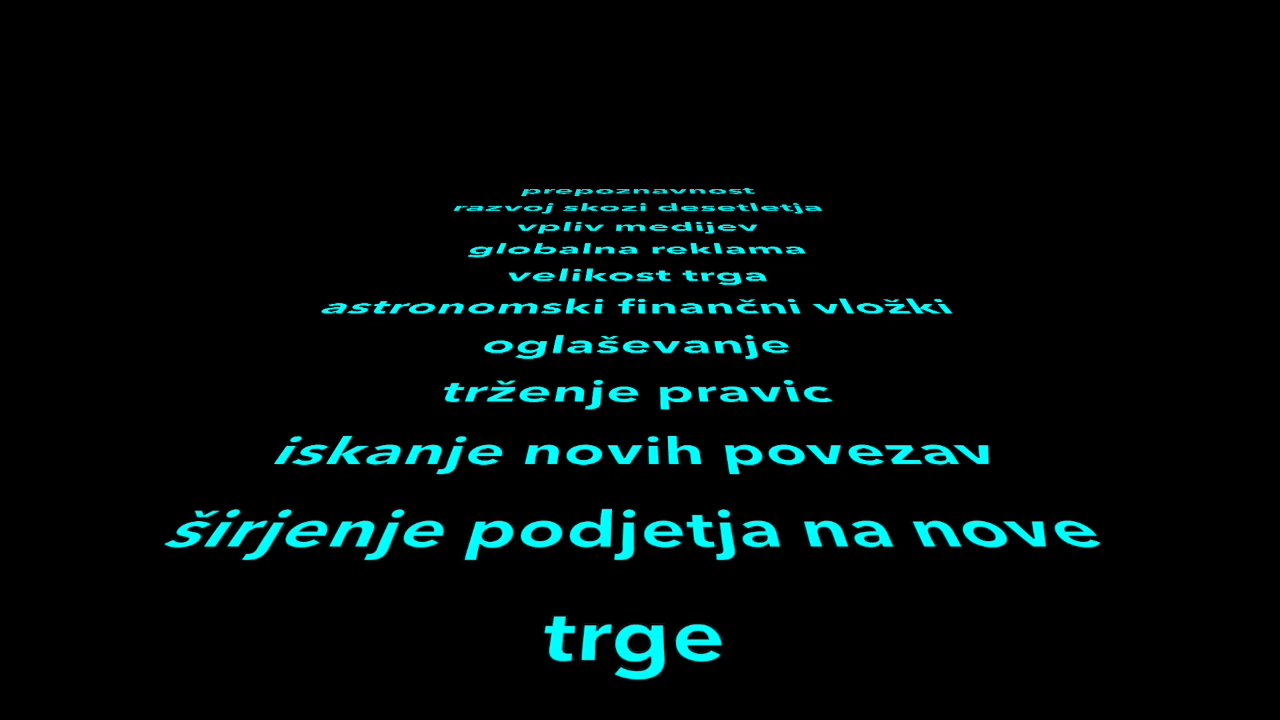 prepoznavnost
razvoj skozi desetletja
vpliv medijev
globalna reklama
velikost trga
astronomski finančni vložki
oglaševanje
trženje pravic
iskanje novih povezav
širjenje podjetja na nove
trge